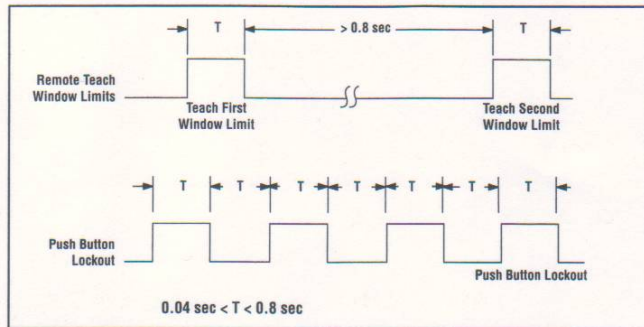 T > 0.8 sec T
Remote Teach
Window Limits
Teach First
Window Limit
Teach Second
Window Limit
T T T T T T T
Push Button
Lockout
Push Button Lockout
0.04 sec < T < 0.8 sec